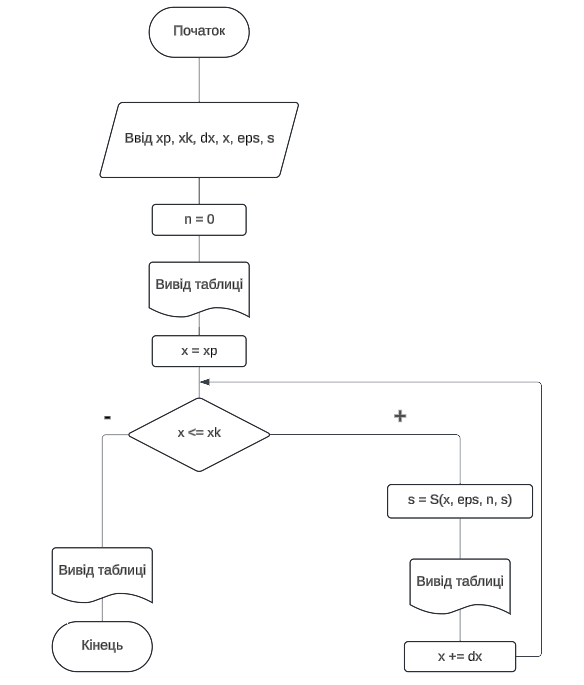 Початок
Ввід xp, xk, dx, x, eps, s
n = 0
Вивід таблиці
x = xp
x <= xk
-
+
s = S(x, eps, n, s)
Вивід таблиці
x += dx
Вивід таблиці
Кінець